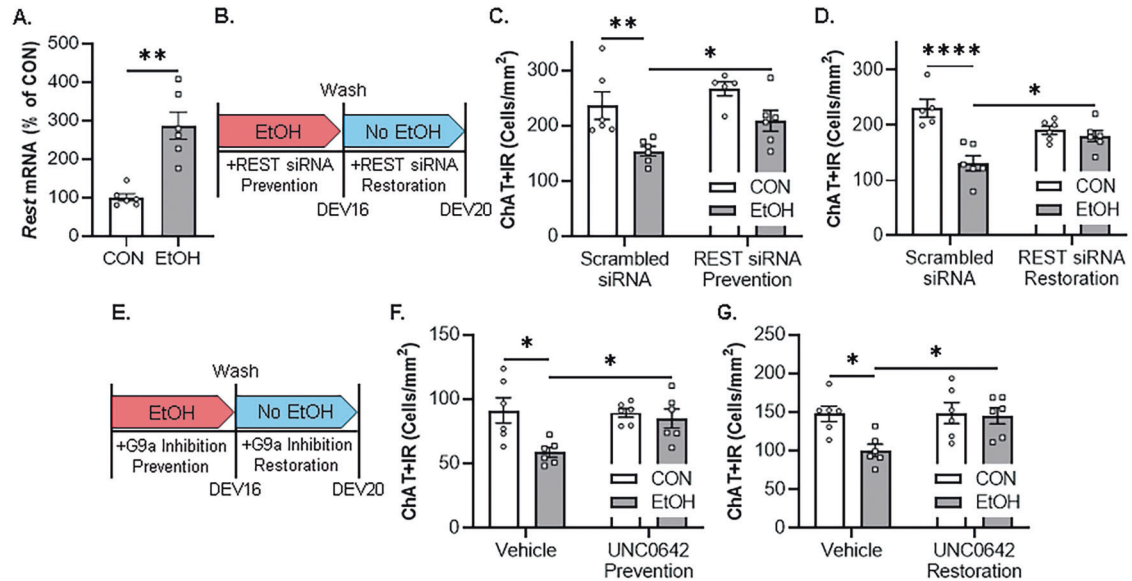 A.
Rest mRNA (% of CON)
500
400
300
200
100
0
**
CON
EtOH
B.
Wash
EtOH
No EtOH
+REST siRNA
Prevention
+REST siRNA
Restoration
DEV16
DEV20
C.
ChAT+IR (Cells/mm²)
300
200
100
0
**
*
CON
EtOH
Scrambled
siRNA
REST siRNA
Prevention
D.
ChAT+IR (Cells/mm²)
300
200
100
0
****
*
CON
EtOH
Scrambled
siRNA
REST siRNA
Restoration
E.
Wash
EtOH
No EtOH
+G9a Inhibition
Prevention
+G9a Inhibition
Restoration
DEV16
DEV20
F.
ChAT+IR (Cells/mm²)
150
100
50
0
*
*
CON
EtOH
Vehicle
UNC0642
Prevention
G.
ChAT+IR (Cells/mm²)
250
200
150
100
50
0
*
*
CON
EtOH
Vehicle
UNC0642
Restoration